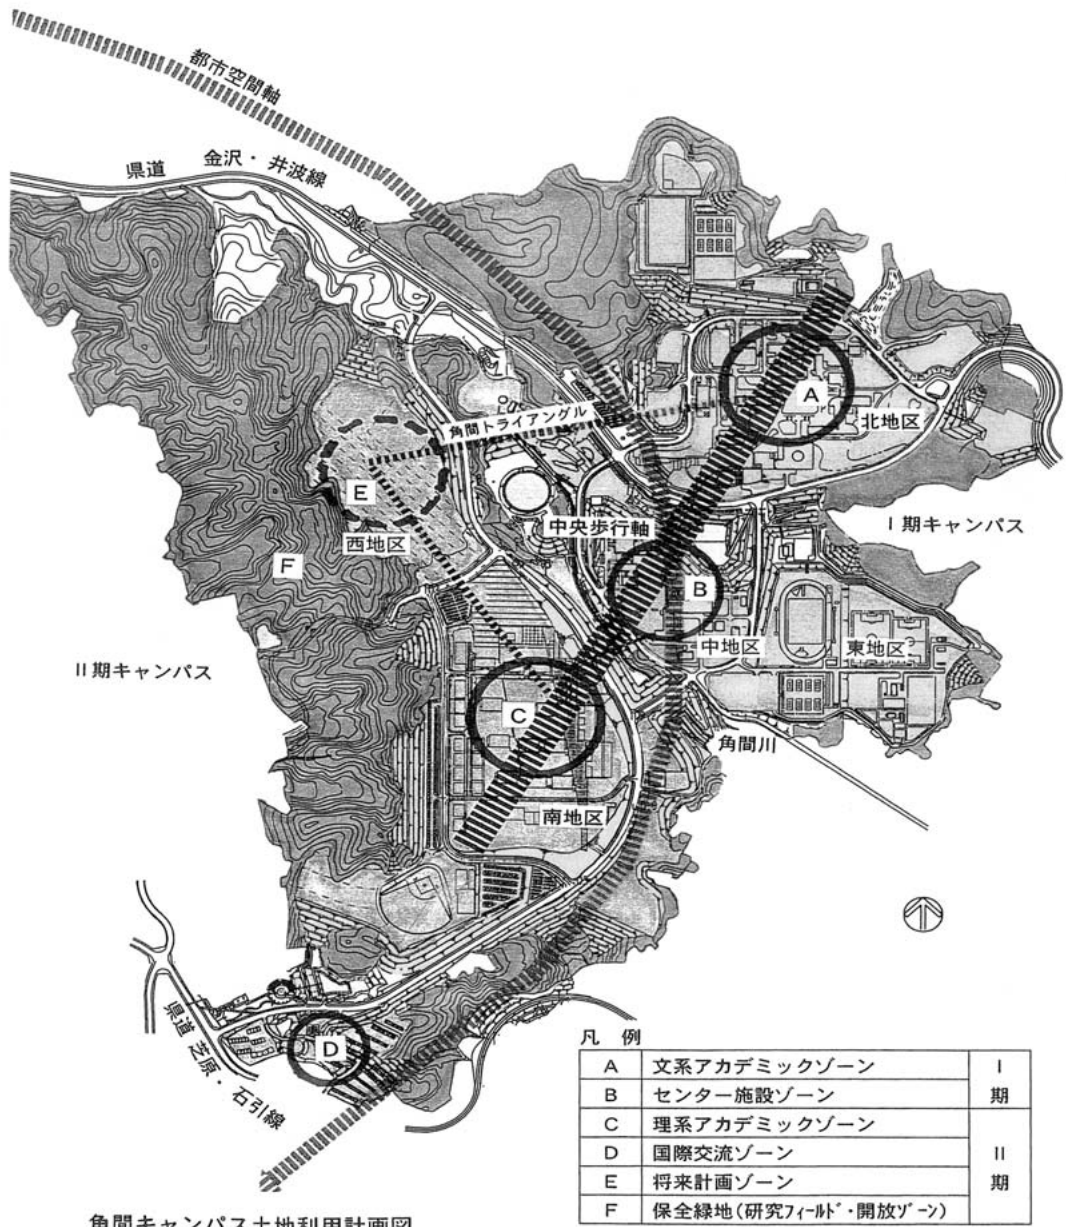 都市空間軸
県道 金沢・井波線
角間トライアングル
A
北地区
E
西地区
F
中央歩行軸
I期キャンパス
B
中地区
東地区
II期キャンパス
C
角間川
南地区
県道 芝原・石引線
D
凡 例
A 文系アカデミックゾーン I期
B センター施設ゾーン
C 理系アカデミックゾーン II期
D 国際交流ゾーン
E 将来計画ゾーン
F 保全緑地(研究フィールド・開放ゾーン)
角間キャンパス土地利用計画図